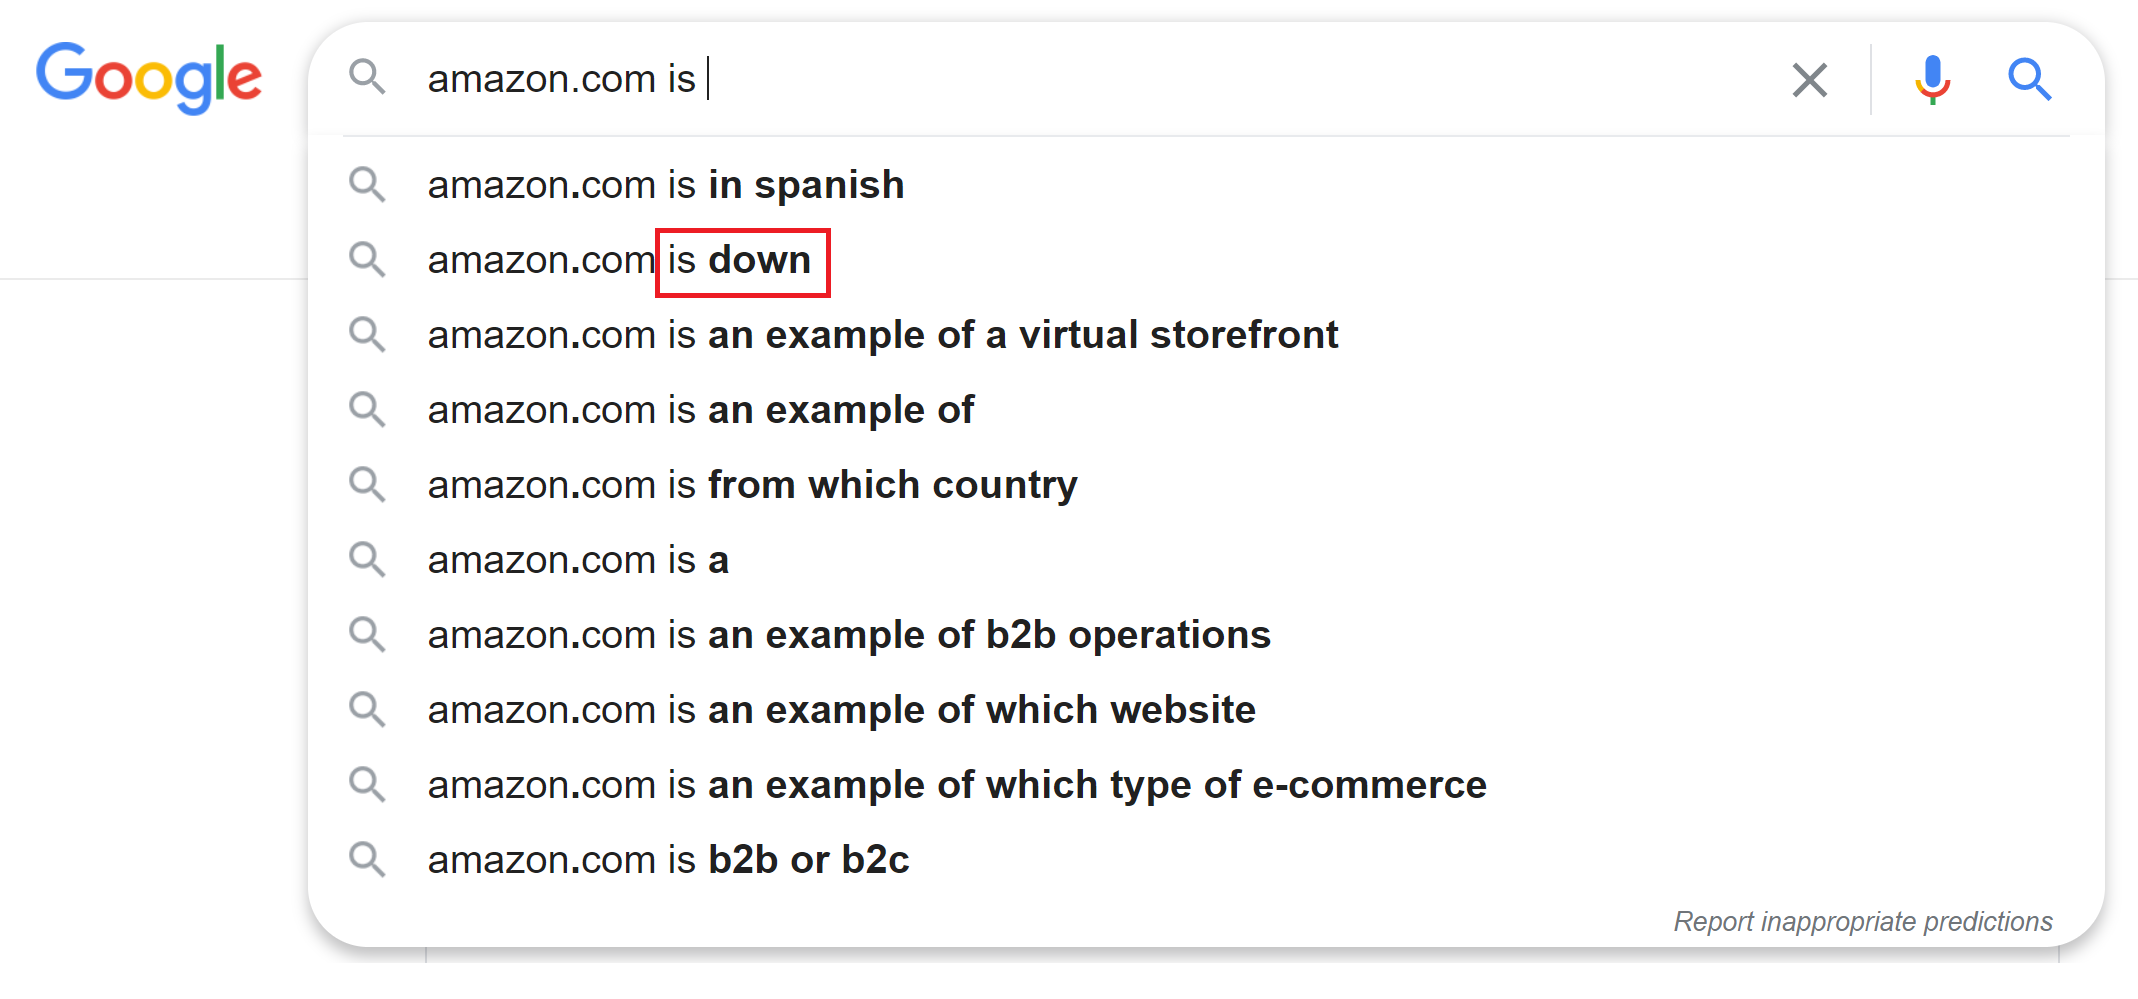 Google
amazon.com is
amazon.com is in spanish
amazon.com is down
amazon.com is an example of a virtual storefront
amazon.com is an example of
amazon.com is from which country
amazon.com is a
amazon.com is an example of b2b operations
amazon.com is an example of which website
amazon.com is an example of which type of e-commerce
amazon.com is b2b or b2c
Report inappropriate predictions